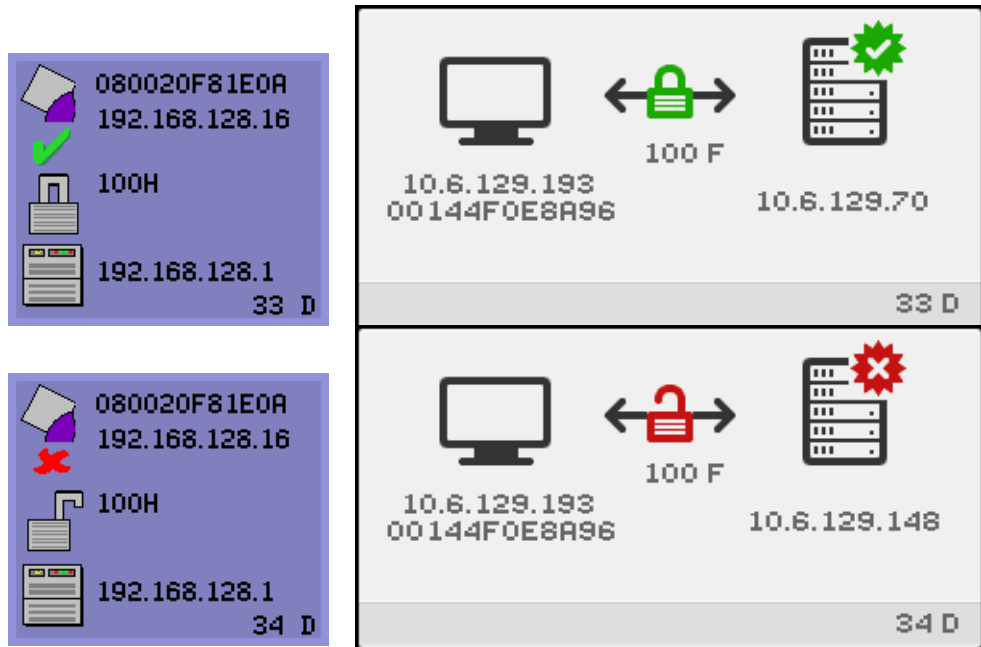 080020F81E0A
192.168.128.16
100H
192.168.128.1
33 D
100 F
10.6.129.193
00144F0E8A96
10.6.129.70
33 D
080020F81E0A
192.168.128.16
100H
192.168.128.1
34 D
100 F
10.6.129.193
00144F0E8A96
10.6.129.148
34 D